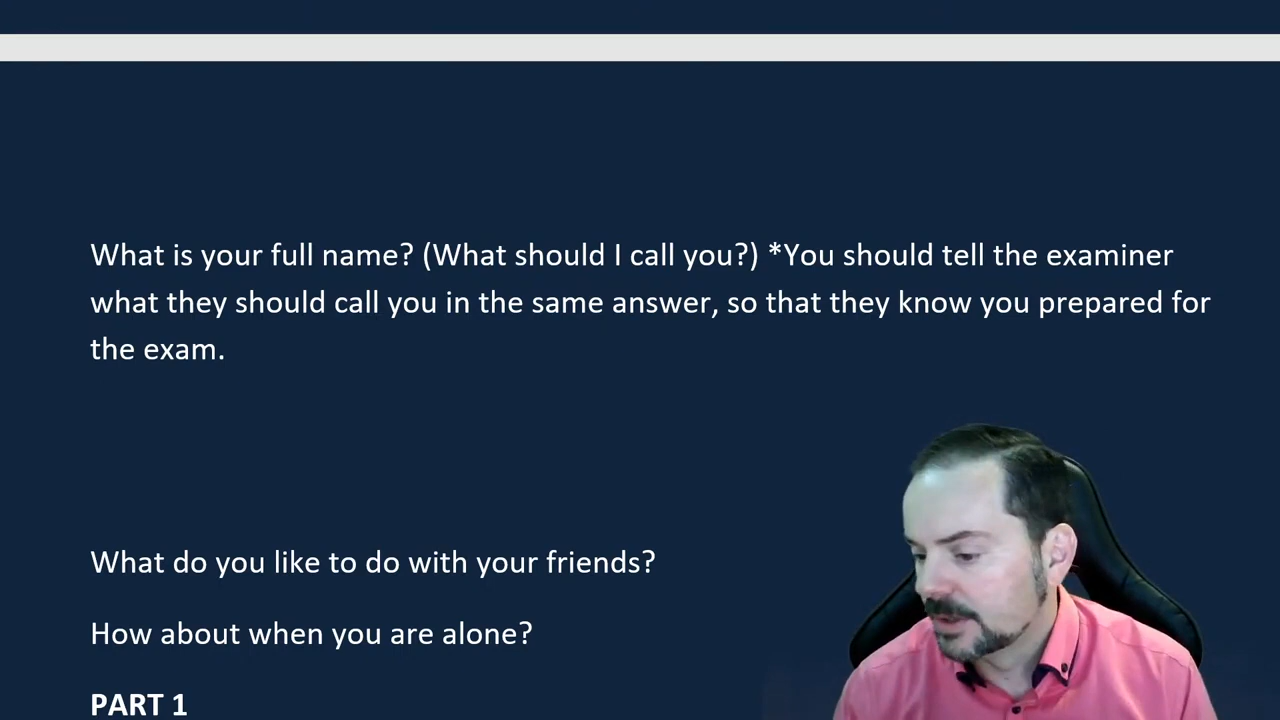 What is your full name? (What should I call you?) *You should tell the examiner
what they should call you in the same answer, so that they know you prepared for
the exam.
What do you like to do with your friends?
How about when you are alone?
PART 1